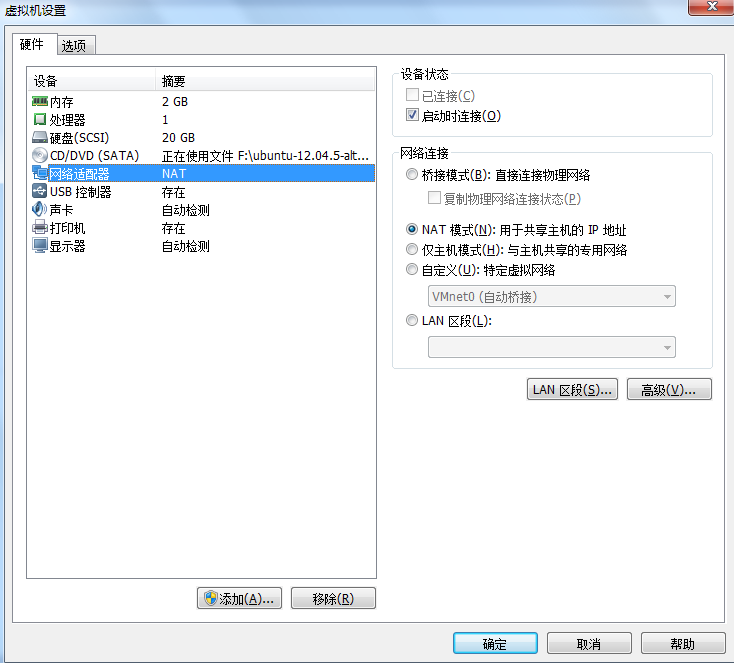 虚拟机设置
硬件 选项
设备 摘要
内存 2 GB
处理器 1
硬盘(SCSI) 20 GB
CD/DVD (SATA) 正在使用文件 F:\ubuntu-12.04.5-alt...
网络适配器 NAT
USB 控制器 存在
声卡 自动检测
打印机 存在
显示器 自动检测
添加(A)... 移除(R)
设备状态
已连接(C)
启动时连接(O)
网络连接
桥接模式(B): 直接连接物理网络
复制物理网络连接状态(P)
NAT 模式(N): 用于共享主机的 IP 地址
仅主机模式(H): 与主机共享的专用网络
自定义(U): 特定虚拟网络
VMnet0 (自动桥接)
LAN 区段(L):
LAN 区段(S)... 高级(V)...
确定 取消 帮助